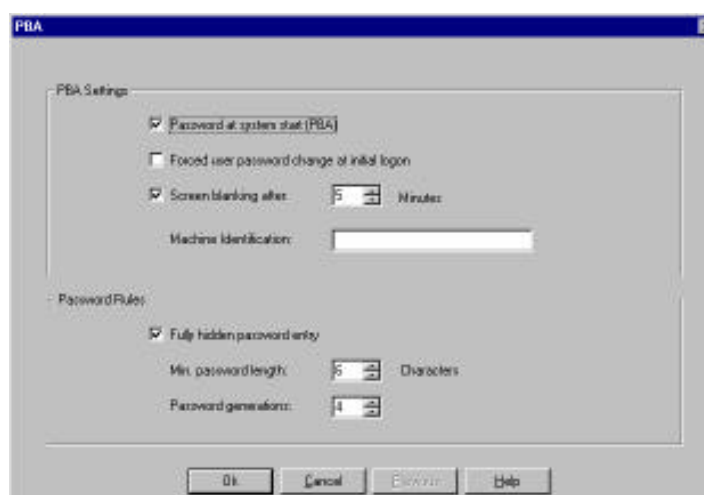 PBA
PBA Settings
Password at system start (PBA)
Forced user password change at initial logon
Screen blanking after: 5 Minutes
Machine Identification:
Password Rules
Fully hidden password entry
Min. password length: 6 Characters
Password generations: 4
Ok Cancel Previous Help